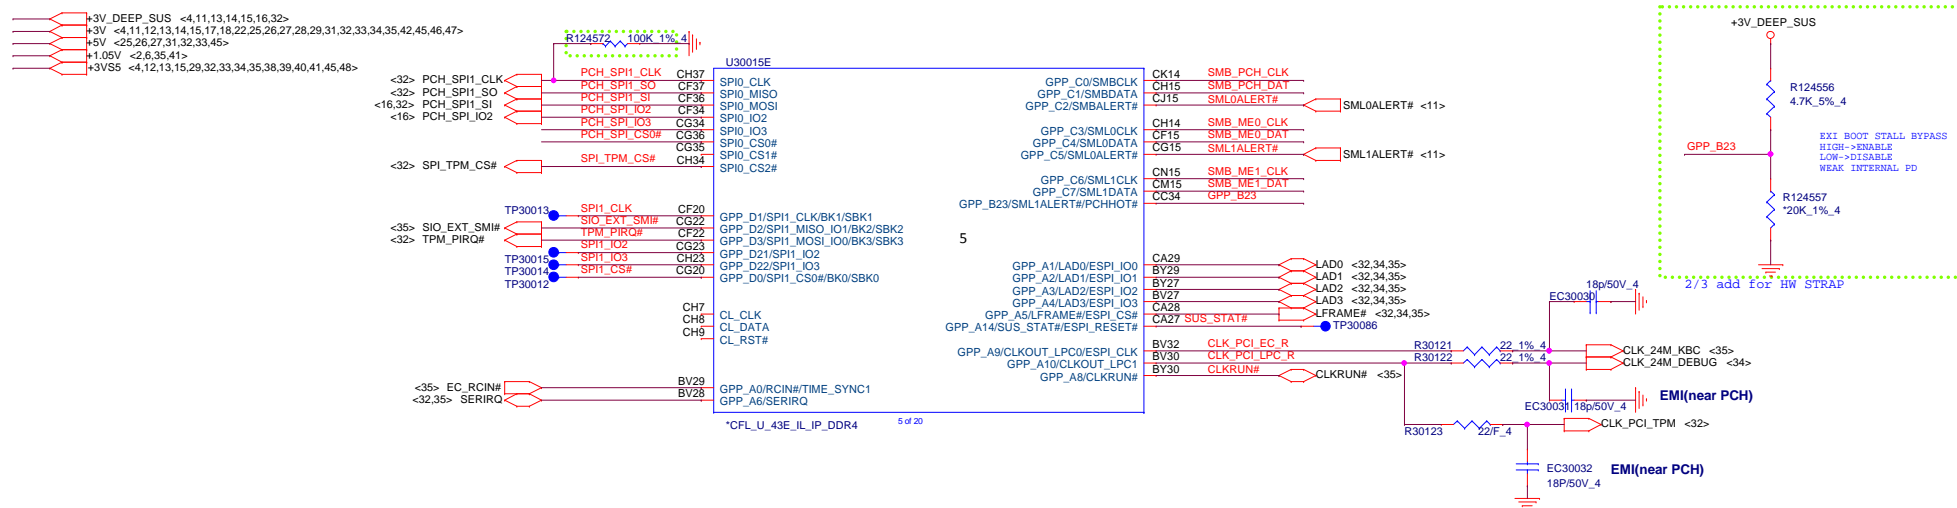 +3V_DEEP_SUS <4,11,13,14,15,16,32>
+3V <4,11,12,13,14,15,17,18,22,25,26,27,28,29,31,32,33,34,35,42,45,46,47>
+5V <25,26,27,31,32,33,45>
+1.05V <2,6,35,41>
+3VS5 <4,12,13,15,29,32,33,34,35,38,39,40,41,45,48>
R124572 100K_1%_4
U30015E
<32> PCH_SPI1_CLK PCH_SPI1_CLK CH37 SPI0_CLK
<32> PCH_SPI1_SO PCH_SPI1_SO CF37 SPI0_MISO
<16,32> PCH_SPI1_SI PCH_SPI1_SI CF36 SPI0_MOSI
<16> PCH_SPI_IO2 PCH_SPI1_IO2 CF34 SPI0_IO2
PCH_SPI_IO3 CG34 SPI0_IO3
PCH_SPI_CS0# CG36 SPI0_CS0#
CG35 SPI0_CS1#
<32> SPI_TPM_CS# SPI_TPM_CS# CH34 SPI0_CS2#
TP30013 SPI1_CLK CF20 GPP_D1/SPI1_CLK/BK1/SBK1
<35> SIO_EXT_SMI# SIO_EXT_SMI# CG22 GPP_D2/SPI1_MISO_IO1/BK2/SBK2
<32> TPM_PIRQ# TPM_PIRQ# CF22 GPP_D3/SPI1_MOSI_IO0/BK3/SBK3
TP30015 SPI1_IO2 CG23 GPP_D21/SPI1_IO2
TP30014 SPI1_IO3 CH23 GPP_D22/SPI1_IO3
TP30012 SPI1_CS# CG20 GPP_D0/SPI1_CS0#/BK0/SBK0
CH7 CL_CLK
CH8 CL_DATA
CH9 CL_RST#
<35> EC_RCIN# BV29 GPP_A0/RCIN#/TIME_SYNC1
<32,35> SERIRQ BV28 GPP_A6/SERIRQ
*CFL_U_43E_IL_IP_DDR4
5 of 20
5
GPP_C0/SMBCLK CK14 SMB_PCH_CLK
GPP_C1/SMBDATA CH15 SMB_PCH_DAT
GPP_C2/SMBALERT# CJ15 SML0ALERT# SML0ALERT# <11>
GPP_C3/SML0CLK CH14 SMB_ME0_CLK
GPP_C4/SML0DATA CF15 SMB_ME0_DAT
GPP_C5/SML0ALERT# CG15 SML1ALERT# SML1ALERT# <11>
GPP_C6/SML1CLK CN15 SMB_ME1_CLK
GPP_C7/SML1DATA CM15 SMB_ME1_DAT
GPP_B23/SML1ALERT#/PCHHOT# CC34 GPP_B23
GPP_A1/LAD0/ESPI_IO0 CA29 LAD0 <32,34,35>
GPP_A2/LAD1/ESPI_IO1 BY29 LAD1 <32,34,35>
GPP_A3/LAD2/ESPI_IO2 BY27 LAD2 <32,34,35>
GPP_A4/LAD3/ESPI_IO3 BV27 LAD3 <32,34,35>
GPP_A5/LFRAME#/ESPI_CS# CA28 LFRAME# <32,34,35>
GPP_A14/SUS_STAT#/ESPI_RESET# CA27 SUS_STAT# TP30086
GPP_A9/CLKOUT_LPC0/ESPI_CLK BV32 CLK_PCI_EC_R R30121 22_1%_4 CLK_24M_KBC <35>
GPP_A10/CLKOUT_LPC1 BV30 CLK_PCI_LPC_R R30122 22_1%_4 CLK_24M_DEBUG <34>
GPP_A8/CLKRUN# BY30 CLKRUN# CLKRUN# <35>
EC30030 18p/50V_4
EC30031 18p/50V_4
EMI(near PCH)
R30123 22/F_4 CLK_PCI_TPM <32>
EC30032
18P/50V_4
EMI(near PCH)
+3V_DEEP_SUS
R124556
4.7K_5%_4
GPP_B23
EXI BOOT STALL BYPASS
HIGH->ENABLE
LOW->DISABLE
WEAK INTERNAL PD
R124557
*20K_1%_4
2/3 add for HW STRAP